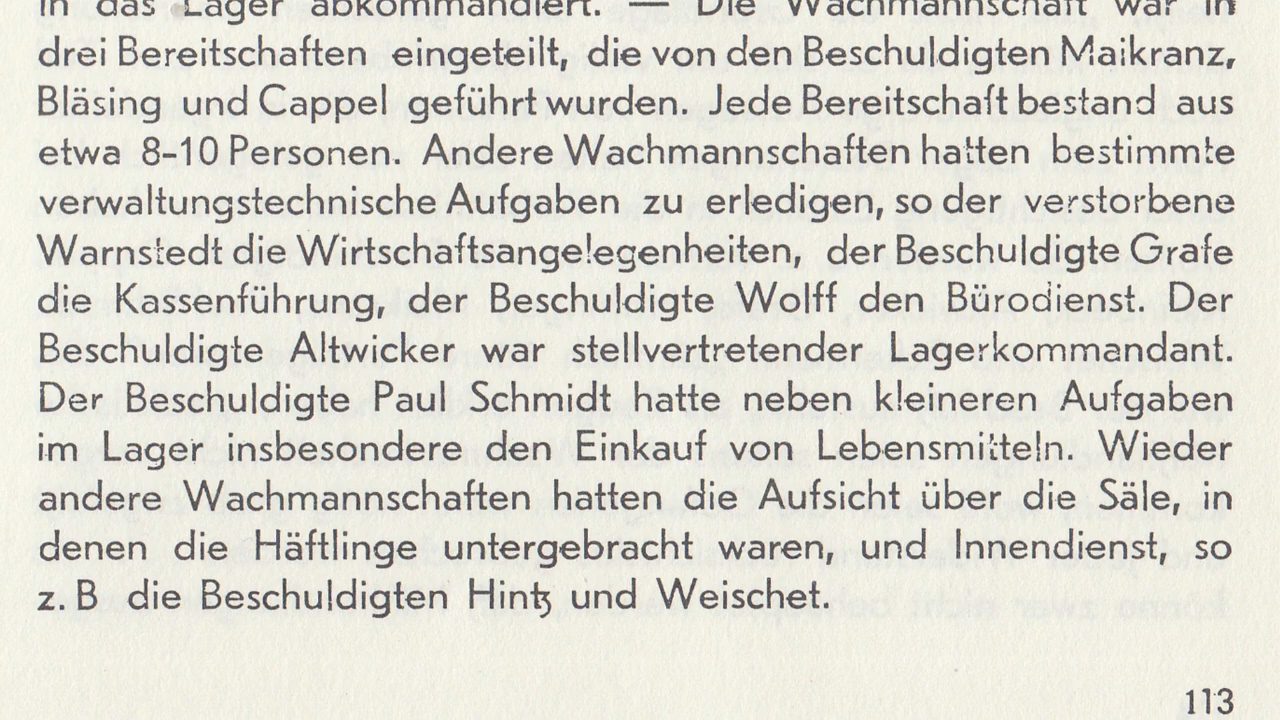 in das Lager abkommandiert. — Die Wachmannschaft war in
drei Bereitschaften eingeteilt, die von den Beschuldigten Maikranz,
Bläsing und Cappel geführt wurden. Jede Bereitschaft bestand aus
etwa 8-10 Personen. Andere Wachmannschaften hatten bestimmte
verwaltungstechnische Aufgaben zu erledigen, so der verstorbene
Warnstedt die Wirtschaftsangelegenheiten, der Beschuldigte Grafe
die Kassenführung, der Beschuldigte Wolff den Bürodienst. Der
Beschuldigte Altwicker war stellvertretender Lagerkommandant.
Der Beschuldigte Paul Schmidt hatte neben kleineren Aufgaben
im Lager insbesondere den Einkauf von Lebensmitteln. Wieder
andere Wachmannschaften hatten die Aufsicht über die Säle, in
denen die Häftlinge untergebracht waren, und Innendienst, so
z. B die Beschuldigten Hintz und Weischet.
113